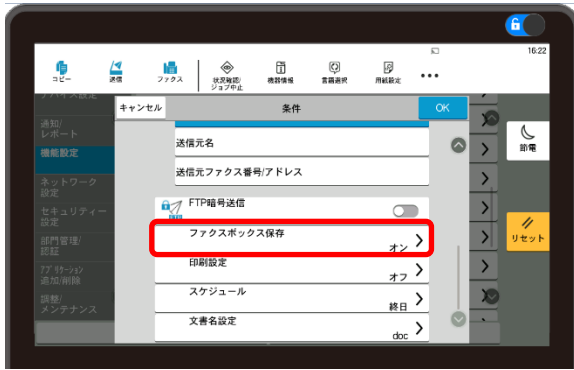 6
16:22
コピー
送信
ファクス
状況確認/
ジョブ中止
機器情報
言語選択
用紙設定
•••
デバイス設定
通知/
レポート
機能設定
ネットワーク
設定
セキュリティー
設定
部門管理/
認証
アプリケーション
追加/削除
調整/
メンテナンス
キャンセル
条件
OK
送信元名
送信元ファクス番号/アドレス
FTP暗号送信
FTP
ファクスボックス保存
オン
印刷設定
オフ
スケジュール
終日
文書名設定
doc
節電
リセット